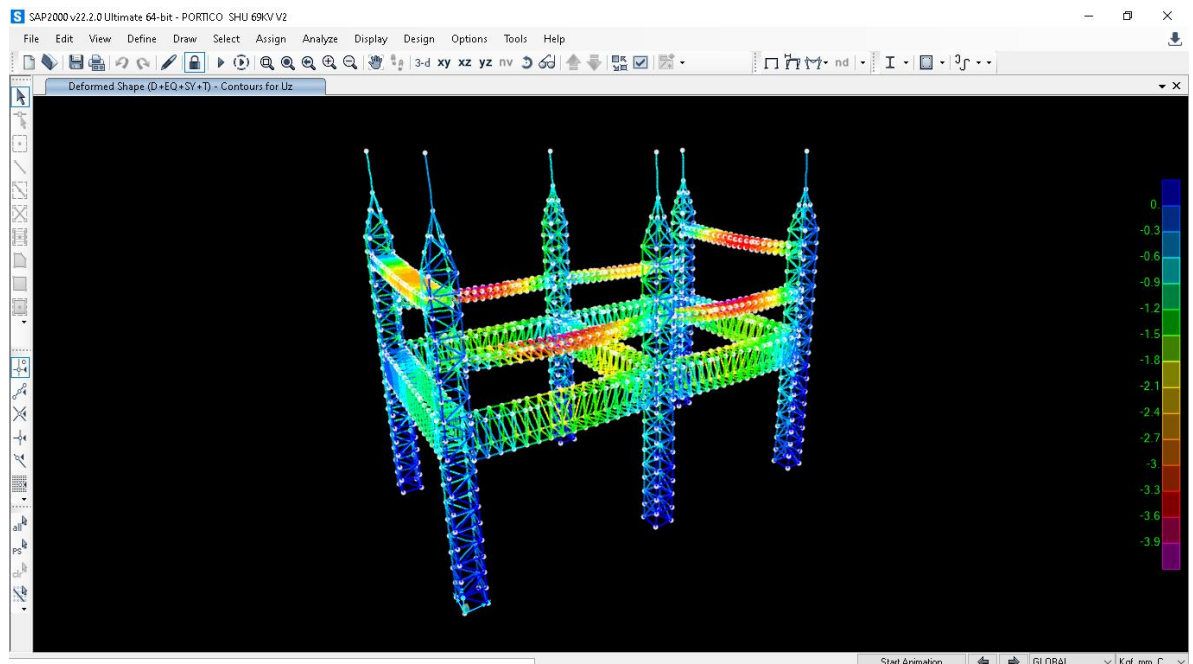 SAP2000 v22.2.0 Ultimate 64-bit - PORTICO SHU 69KV V2
File Edit View Define Draw Select Assign Analyze Display Design Options Tools Help
3-d xy xz yz nv nd
Deformed Shape (D+EQ+SY+T) - Contours for Uz
0.
-0.3
-0.6
-0.9
-1.2
-1.5
-1.8
-2.1
-2.4
-2.7
-3.
-3.3
-3.6
-3.9
all
PS
clr
Start Animation GLOBAL Kgf, mm, C